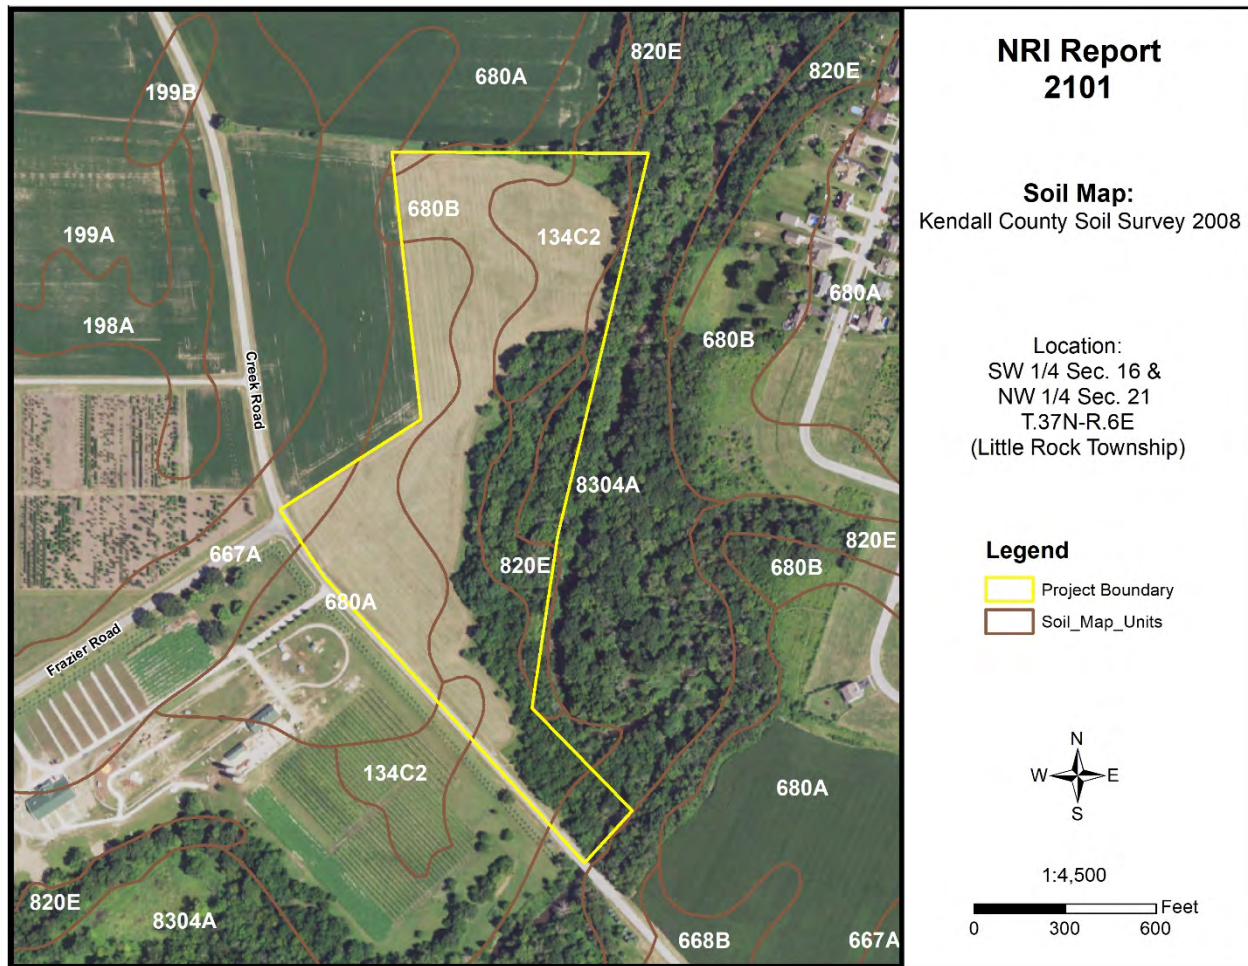 820E
680A
820E
199B
680B
199A
134C2
680A
198A
680B
Creek Road
8304A
667A
820E
820E
680B
680A
Frazier Road
134C2
680A
820E
8304A
668B
667A
NRI Report
2101
Soil Map:
Kendall County Soil Survey 2008
Location:
SW 1/4 Sec. 16 &
NW 1/4 Sec. 21
T.37N-R.6E
(Little Rock Township)
Legend
Project Boundary
Soil_Map_Units
N
W E
S
1:4,500
Feet
0 300 600